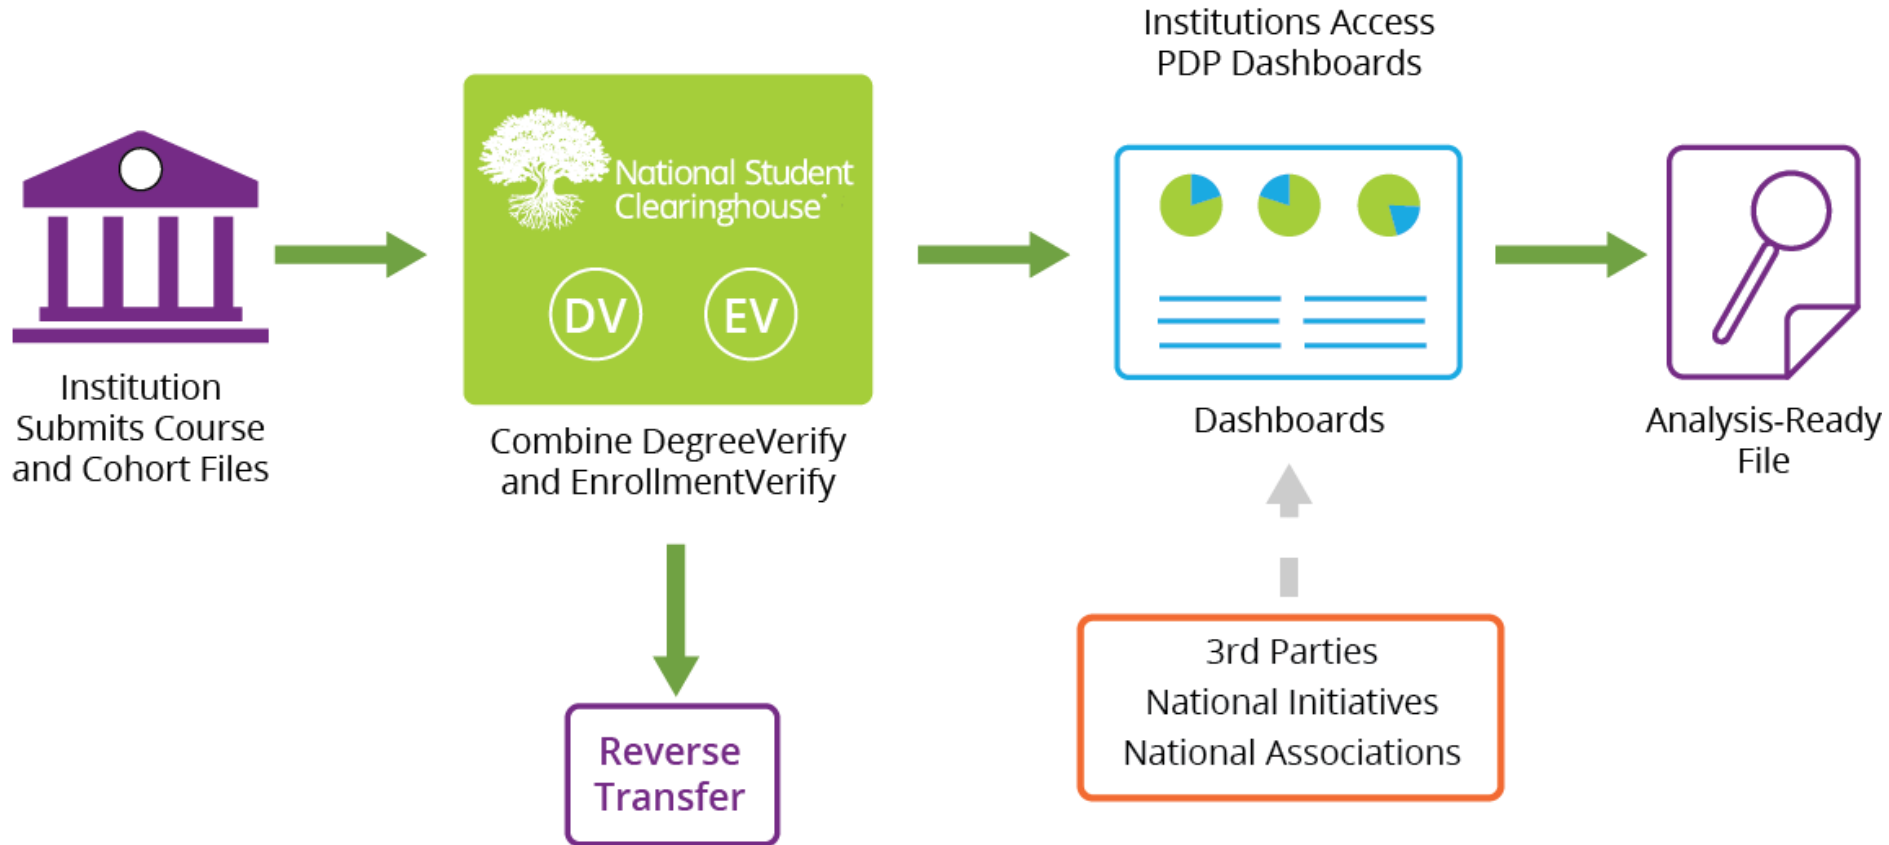 Institution
Submits Course
and Cohort Files
National Student
Clearinghouse
DV
EV
Combine DegreeVerify
and EnrollmentVerify
Reverse
Transfer
Institutions Access
PDP Dashboards
Dashboards
3rd Parties
National Initiatives
National Associations
Analysis-Ready
File